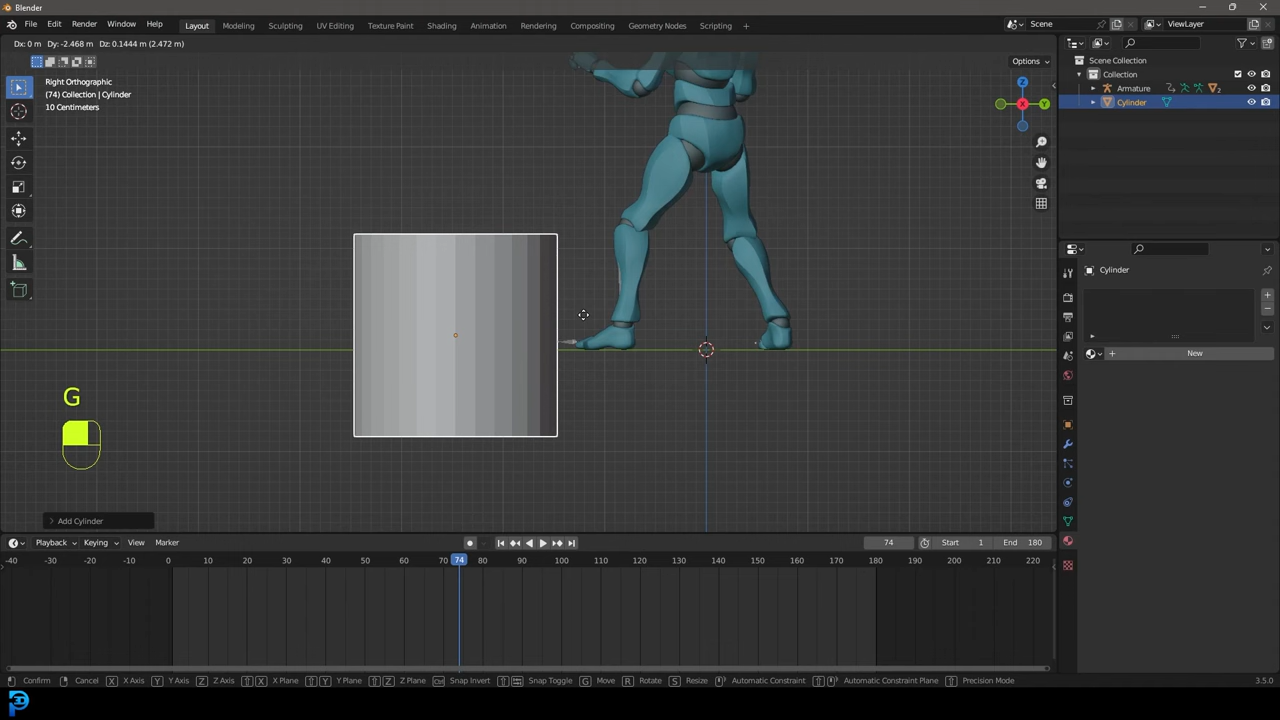 Blender
File Edit Render Window Help Layout Modeling Sculpting UV Editing Texture Paint Shading Animation Rendering Compositing Geometry Nodes Scripting + Scene ViewLayer
Dx: 0 m Dy: -2.468 m Dz: 0.1444 m (2.472 m)
Options
Right Orthographic
(74) Collection | Cylinder
10 Centimeters
Z
X
Y
Scene Collection
Collection
Armature 2
Cylinder
Cylinder
+
−
+ New
G
Add Cylinder
Playback Keying View Marker 74 Start 1 End 180
-40 -30 -20 -10 0 10 20 30 40 50 60 70 74 80 90 100 110 120 130 140 150 160 170 180 190 200 210 220
Confirm Cancel X X Axis Y Y Axis Z Z Axis X X Plane Y Y Plane Z Z Plane Ctrl Snap Invert Snap Toggle G Move R Rotate S Resize Automatic Constraint Automatic Constraint Plane Precision Mode 3.5.0